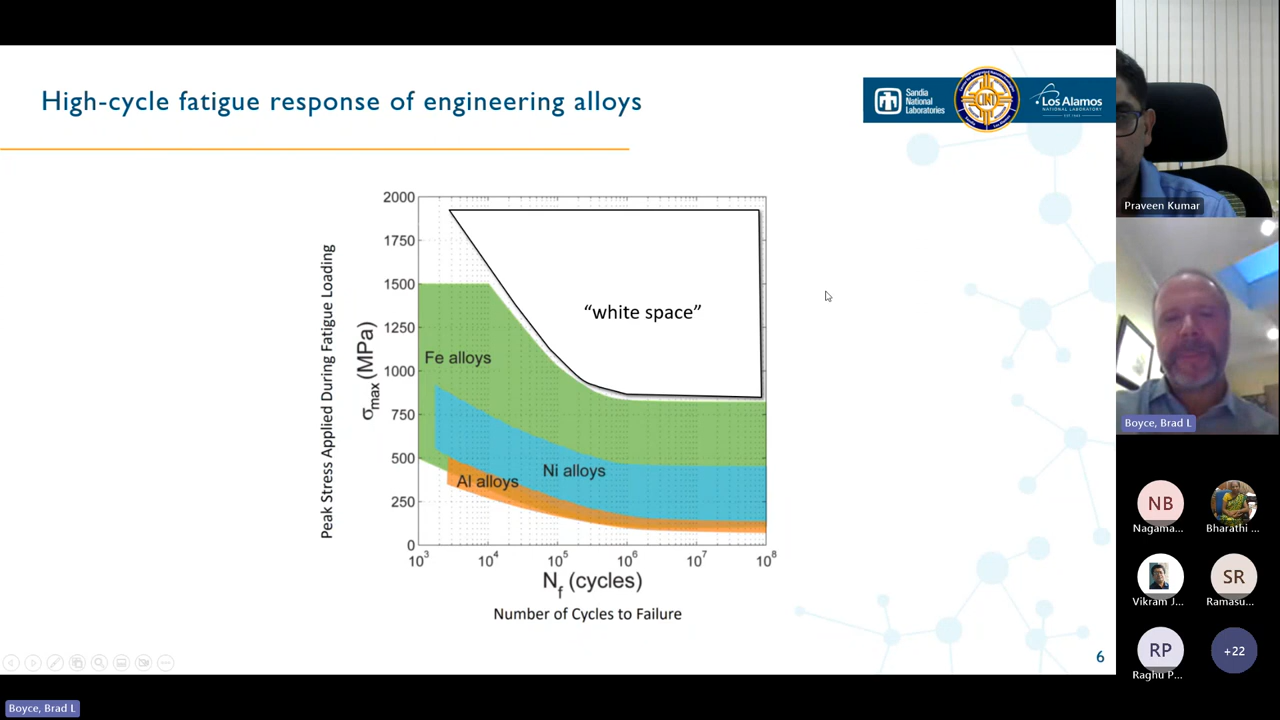 High-cycle fatigue response of engineering alloys
Sandia
National
Laboratories
CINT
Los Alamos
NATIONAL LABORATORY
Peak Stress Applied During Fatigue Loading
σmax (MPa)
2000
1750
1500
1250
1000
750
500
250
0
"white space"
Fe alloys
Ni alloys
Al alloys
10³ 10⁴ 10⁵ 10⁶ 10⁷ 10⁸
Nf (cycles)
Number of Cycles to Failure
6
Praveen Kumar
Boyce, Brad L
NB
Nagama...
Bharathi ...
Vikram J...
SR
Ramasu...
RP
Raghu P...
+22
Boyce, Brad L